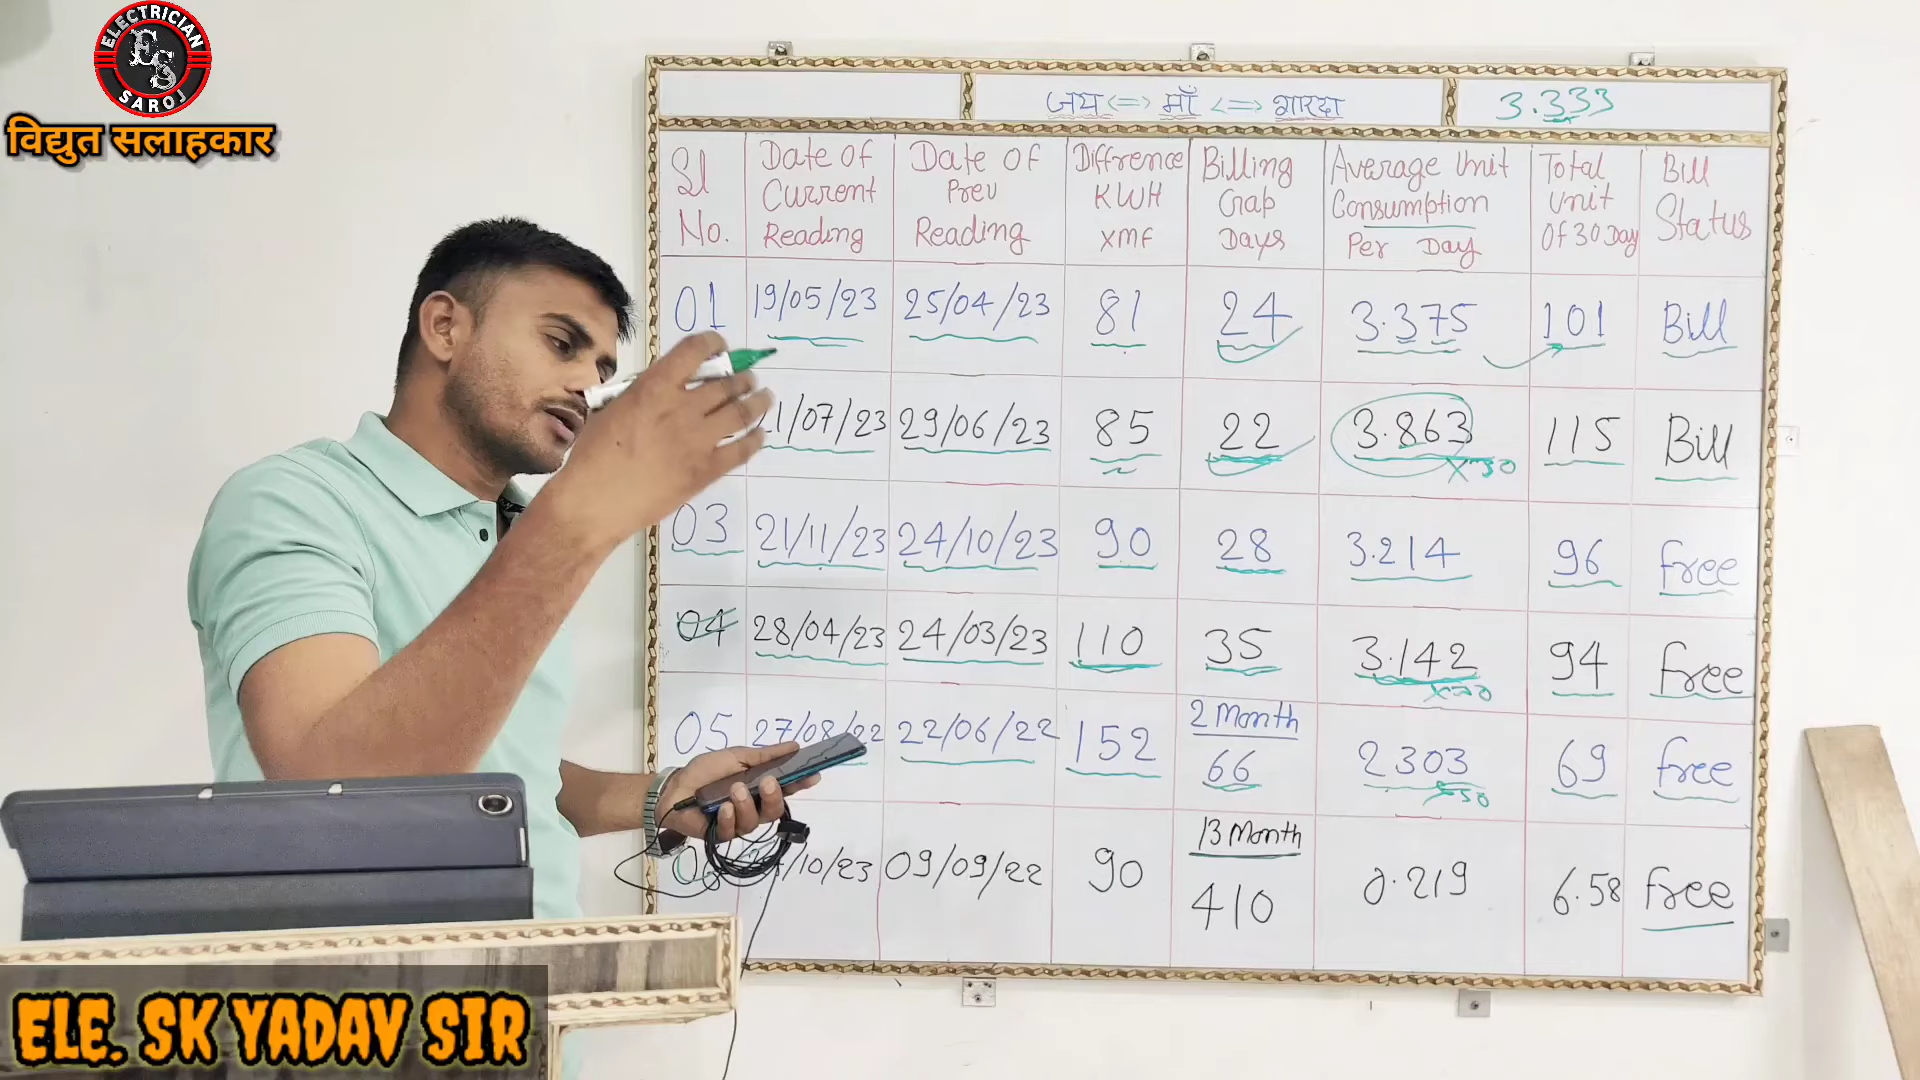 ELECTRICIAN
ES
SAROJ
विद्युत सलाहकार
जय <=> माँ <=> शारदा
3.333
Sl No.
Date Of Current Reading
Date Of Prev Reading
Diffrence KWH XMF
Billing Gap Days
Average Unit Consumption Per Day
Total Unit Of 30 Day
Bill Status
01 19/05/23 25/04/23 81 24 3.375 101 Bill
1/07/23 29/06/23 85 22 3.863 X30 115 Bill
03 21/11/23 24/10/23 90 28 3.214 96 free
04 28/04/23 24/03/23 110 35 3.142 X30 94 free
05 27/08/22 22/06/22 152 2 Month 66 2.303 X30 69 free
/10/23 09/09/22 90 13 Month 410 0.219 6.58 free
ELE. SK YADAV SIR